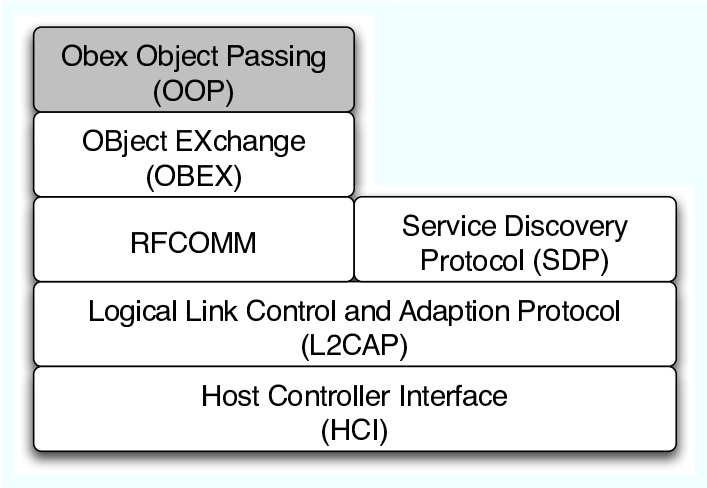 Obex Object Passing
(OOP)
OBject EXchange
(OBEX)
RFCOMM
Service Discovery
Protocol (SDP)
Logical Link Control and Adaption Protocol
(L2CAP)
Host Controller Interface
(HCI)